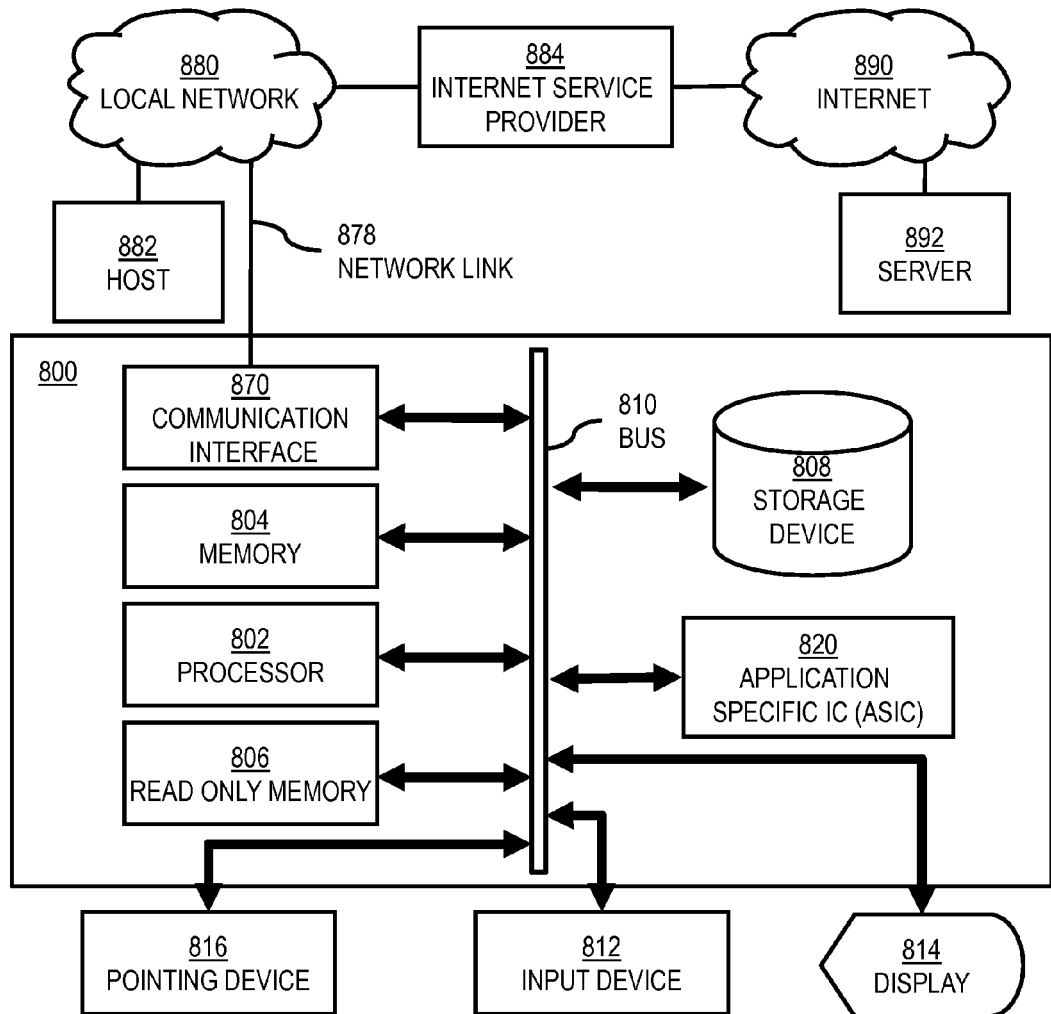 880
LOCAL NETWORK
884
INTERNET SERVICE
PROVIDER
890
INTERNET
882
HOST
878
NETWORK LINK
892
SERVER
800
870
COMMUNICATION
INTERFACE
810
BUS
808
STORAGE
DEVICE
804
MEMORY
802
PROCESSOR
820
APPLICATION
SPECIFIC IC (ASIC)
806
READ ONLY MEMORY
816
POINTING DEVICE
812
INPUT DEVICE
814
DISPLAY